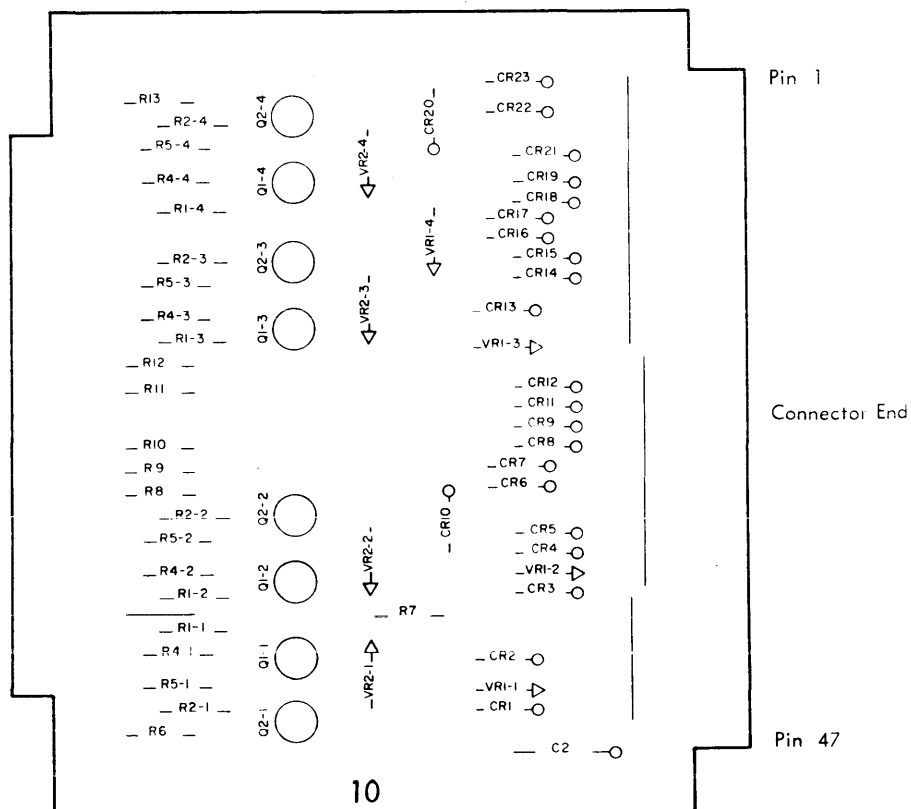 CR23
Pin 1
R13
CR20
CR22
Q2-4
R2-4
R5-4
VR2-4
CR21
R4-4
Q1-4
CR19
CR18
R1-4
CR17
VR1-4
CR16
R2-3
Q2-3
CR15
R5-3
CR14
VR2-3
R4-3
CR13
R1-3
Q1-3
VR1-3
R12
R11
CR12
CR11
Connector End
CR9
R10
CR8
R9
CR7
R8
CR6
R2-2
Q2-2
CR10
R5-2
CR5
VR2-2
CR4
R4-2
Q1-2
VR1-2
R1-2
CR3
R7
R1-1
R4 1
Q1-1
CR2
VR2-1
R5-1
VR1-1
R2-1
Q2-1
CR1
R6
Pin 47
C2
10